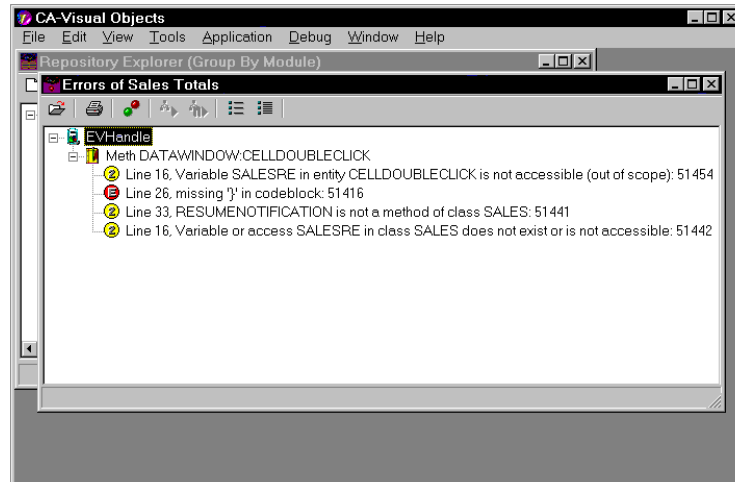 CA-Visual Objects
File Edit View Tools Application Debug Window Help
Repository Explorer (Group By Module)
Errors of Sales Totals
EVHandle
Meth DATAWINDOW:CELLDOUBLECLICK
2 Line 16, Variable SALESRE in entity CELLDOUBLECLICK is not accessible (out of scope): 51454
E Line 26, missing '}' in codeblock: 51416
2 Line 33, RESUMENOTIFICATION is not a method of class SALES: 51441
2 Line 16, Variable or access SALESRE in class SALES does not exist or is not accessible: 51442